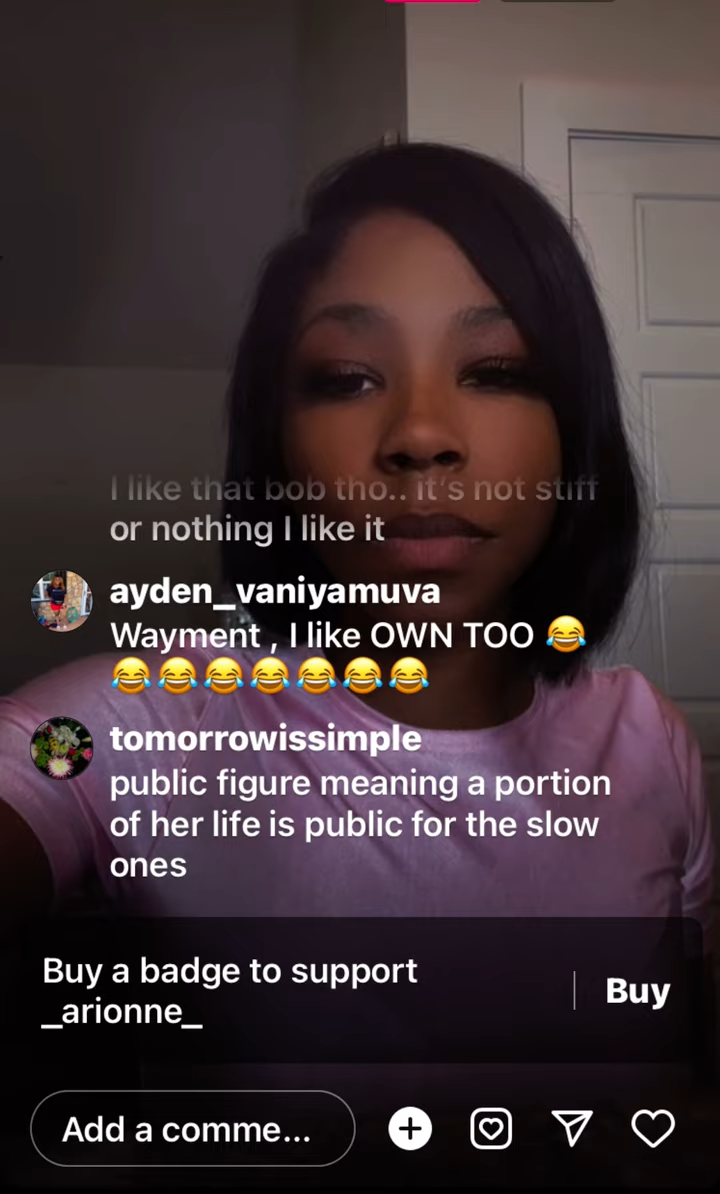 I like that bob tho.. it's not stiff
or nothing I like it
ayden_vaniyamuva
Wayment , I like OWN TOO 😂
😂😂😂😂😂😂😂
tomorrowissimple
public figure meaning a portion
of her life is public for the slow
ones
Buy a badge to support
_arionne_
Buy
Add a comme...